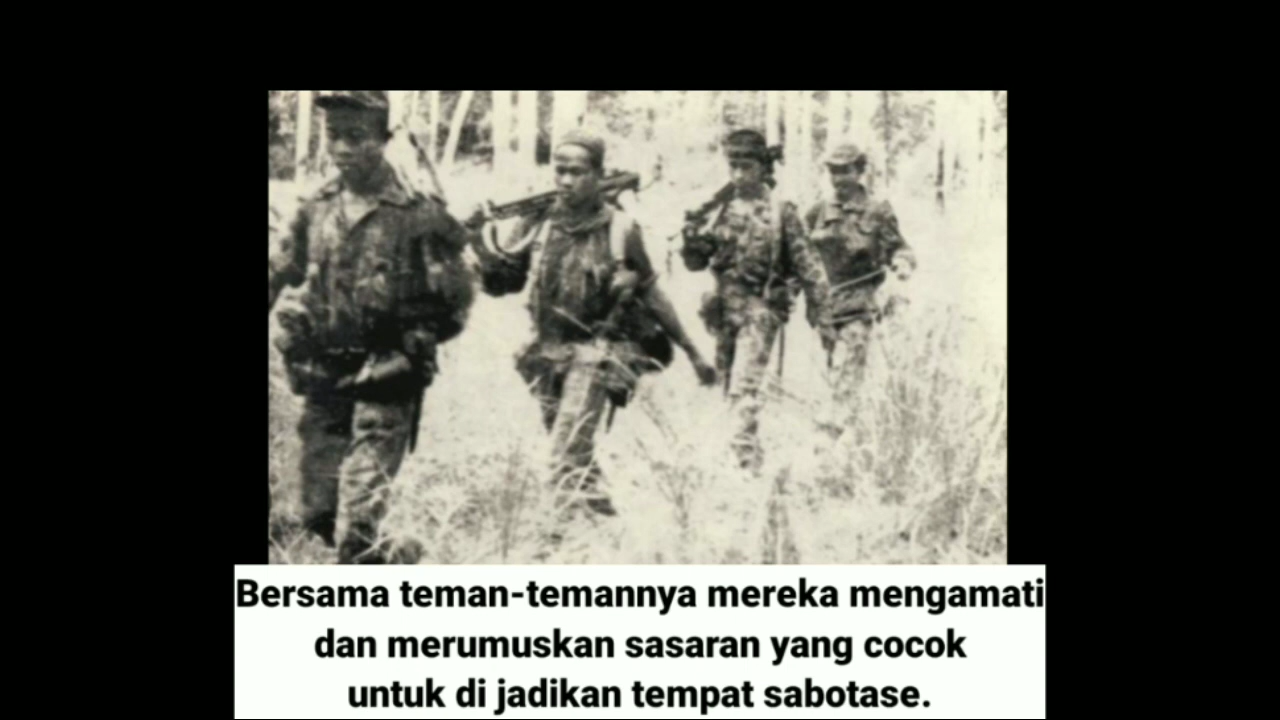 Bersama teman-temannya mereka mengamati
dan merumuskan sasaran yang cocok
untuk di jadikan tempat sabotase.